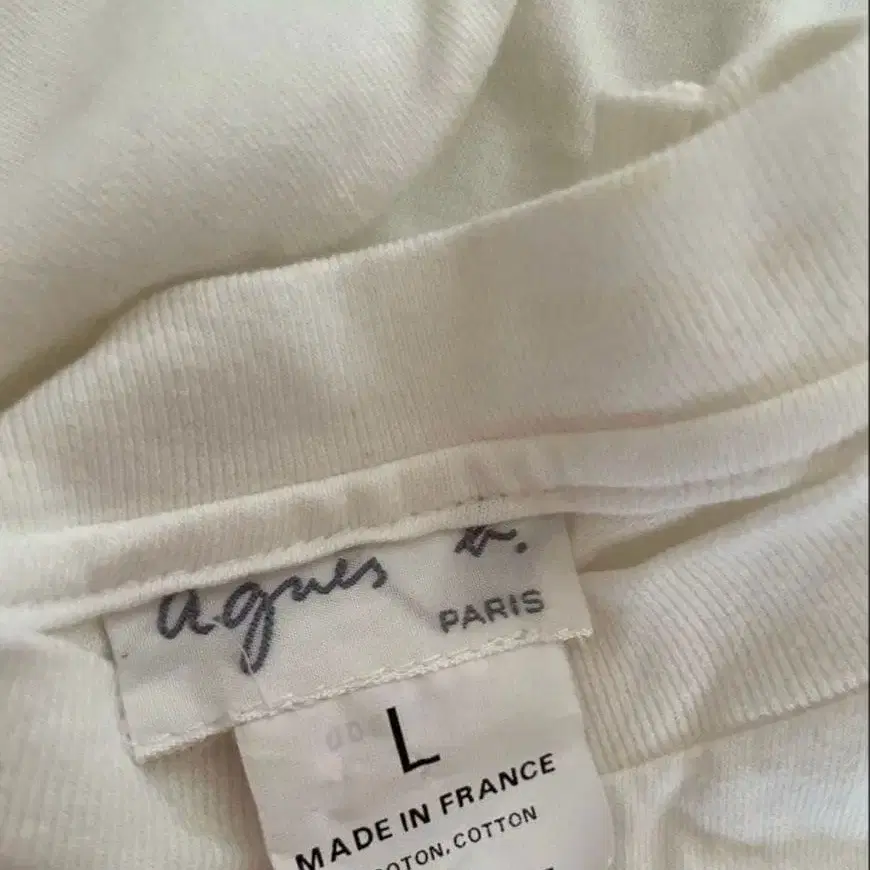 agnes b.
PARIS
L
MADE IN FRANCE
COTON, COTTON